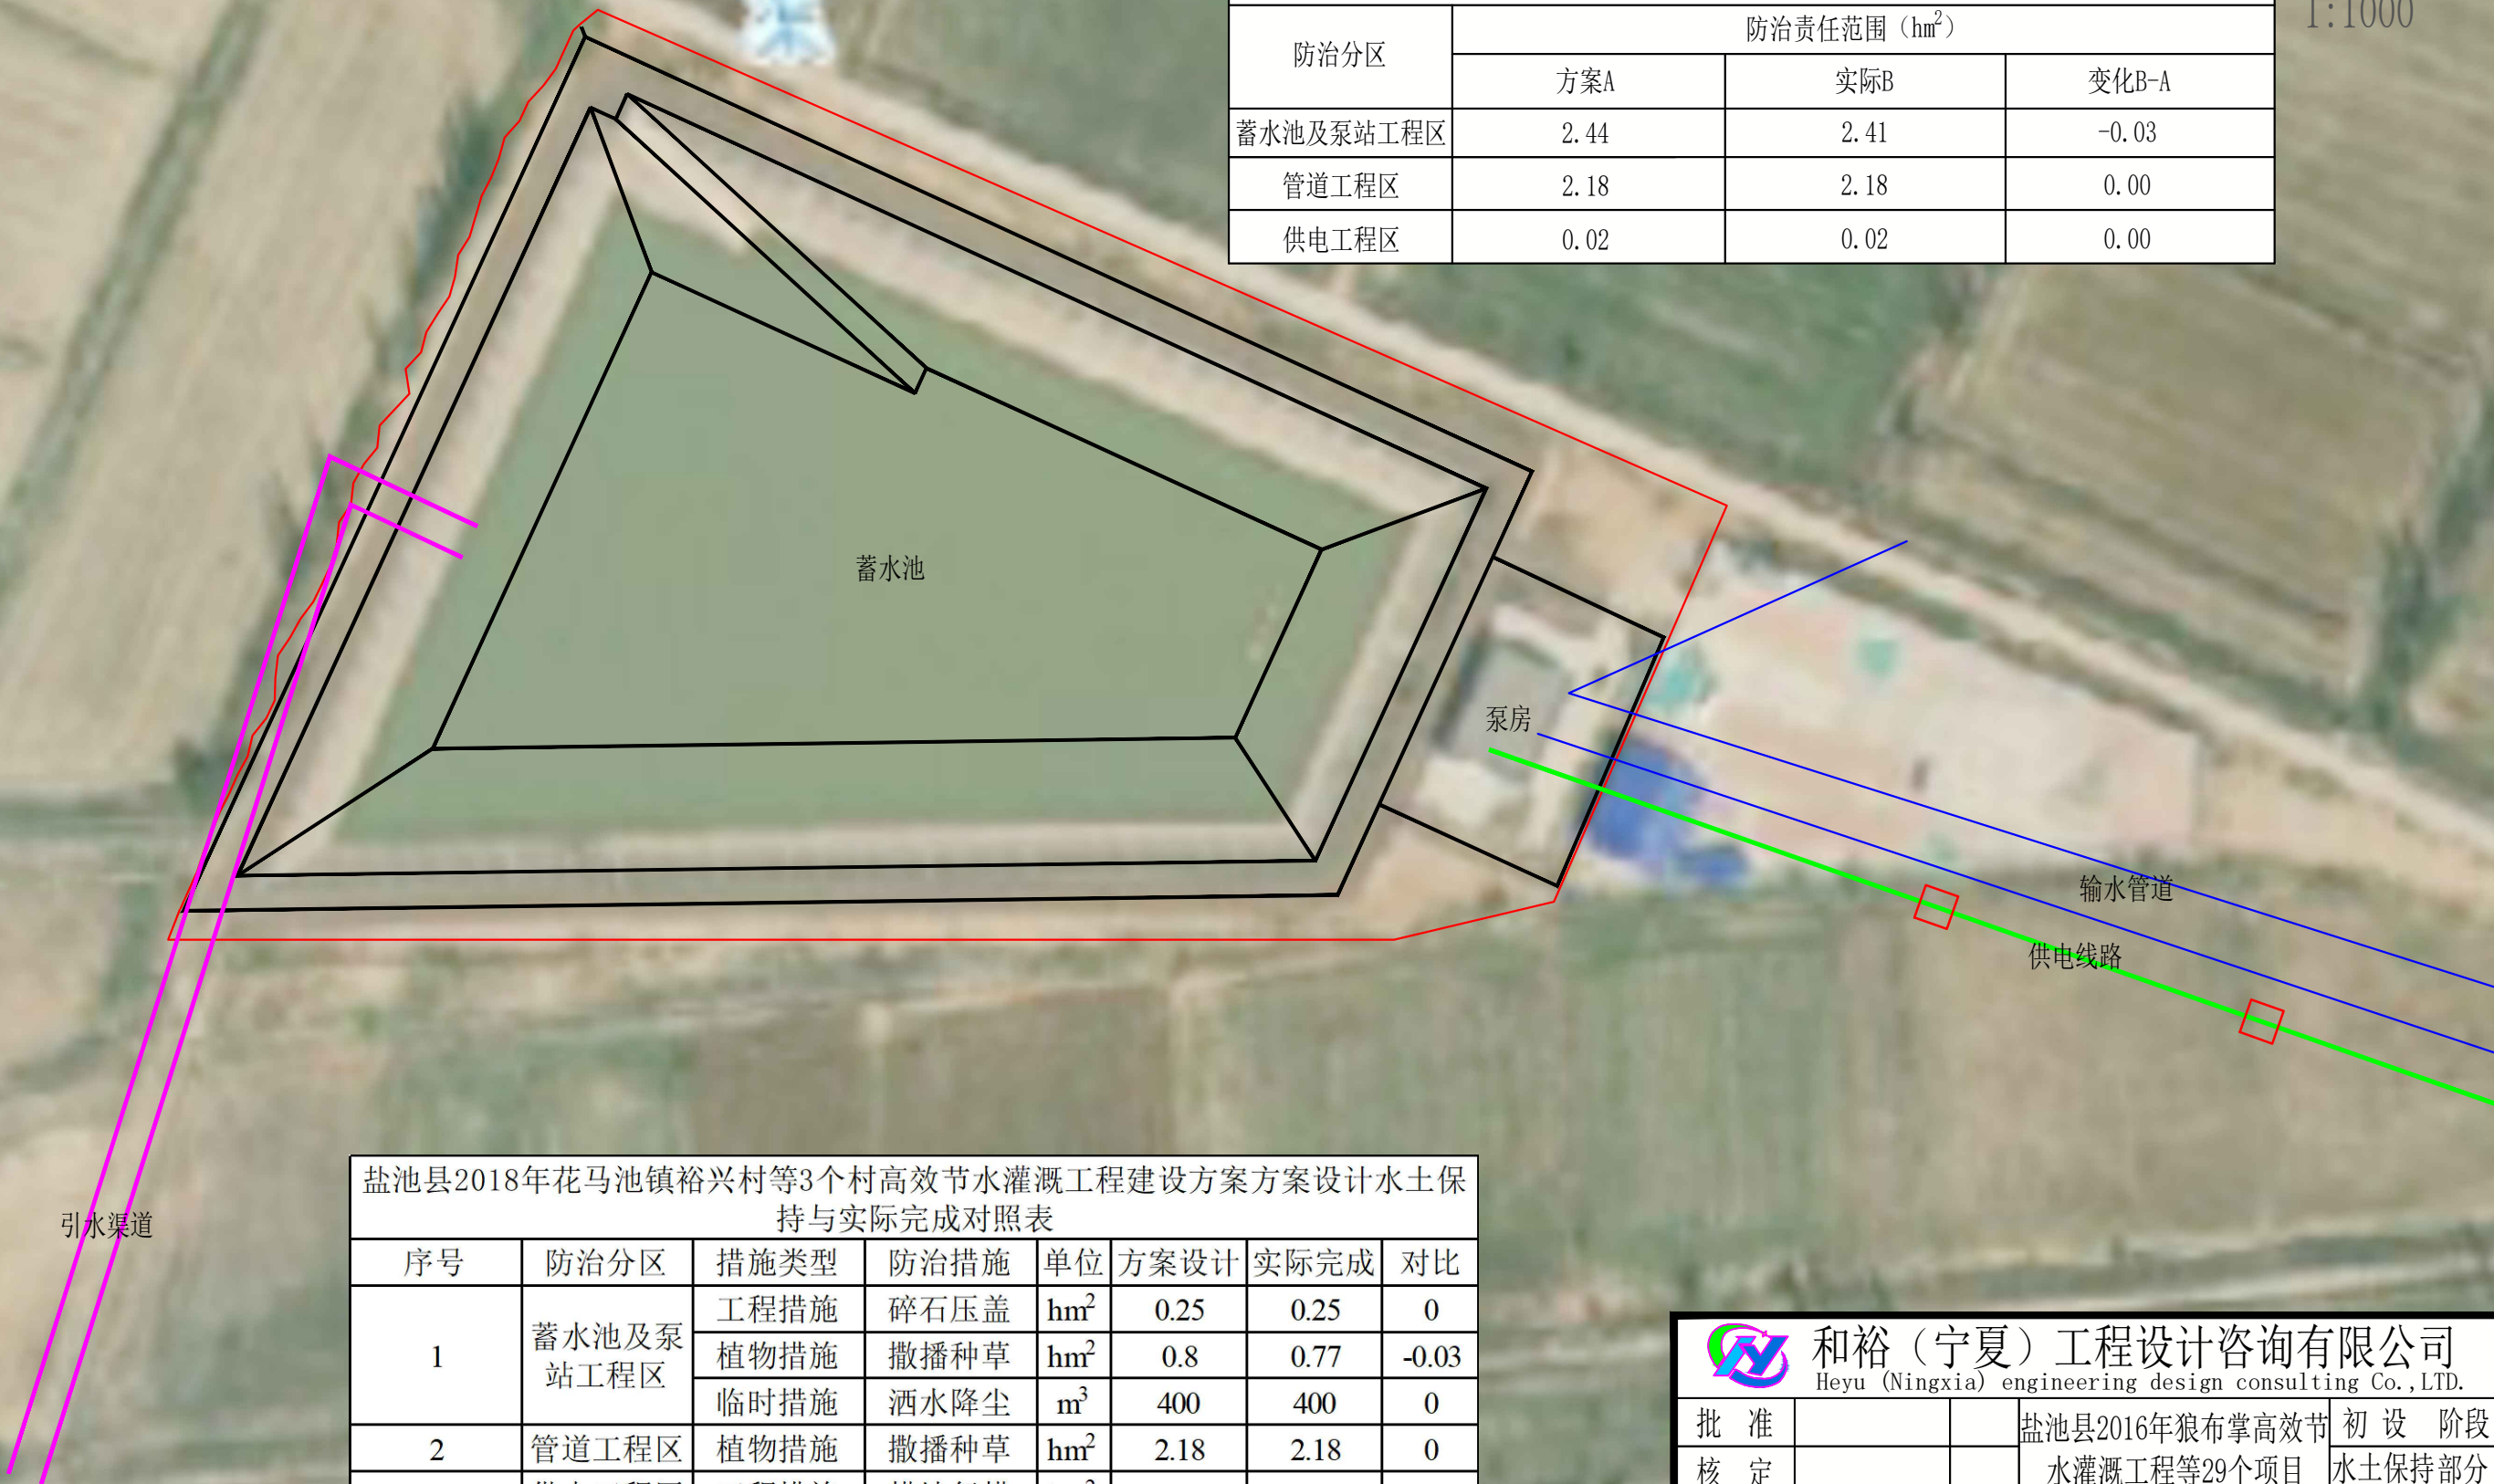 1:1000
防治分区 防治责任范围（hm²）
方案A 实际B 变化B-A
蓄水池及泵站工程区 2.44 2.41 -0.03
管道工程区 2.18 2.18 0.00
供电工程区 0.02 0.02 0.00
蓄水池
泵房
输水管道
供电线路
引水渠道
盐池县2018年花马池镇裕兴村等3个村高效节水灌溉工程建设方案方案设计水土保
持与实际完成对照表
序号 防治分区 措施类型 防治措施 单位 方案设计 实际完成 对比
1 蓄水池及泵
站工程区
工程措施 碎石压盖 hm² 0.25 0.25 0
植物措施 撒播种草 hm² 0.8 0.77 -0.03
临时措施 洒水降尘 m³ 400 400 0
2 管道工程区 植物措施 撒播种草 hm² 2.18 2.18 0
和裕（宁夏）工程设计咨询有限公司
Heyu (Ningxia) engineering design consulting Co.,LTD.
批 准 盐池县2016年狼布掌高效节 初 设 阶段
核 定 水灌溉工程等29个项目 水土保持部分